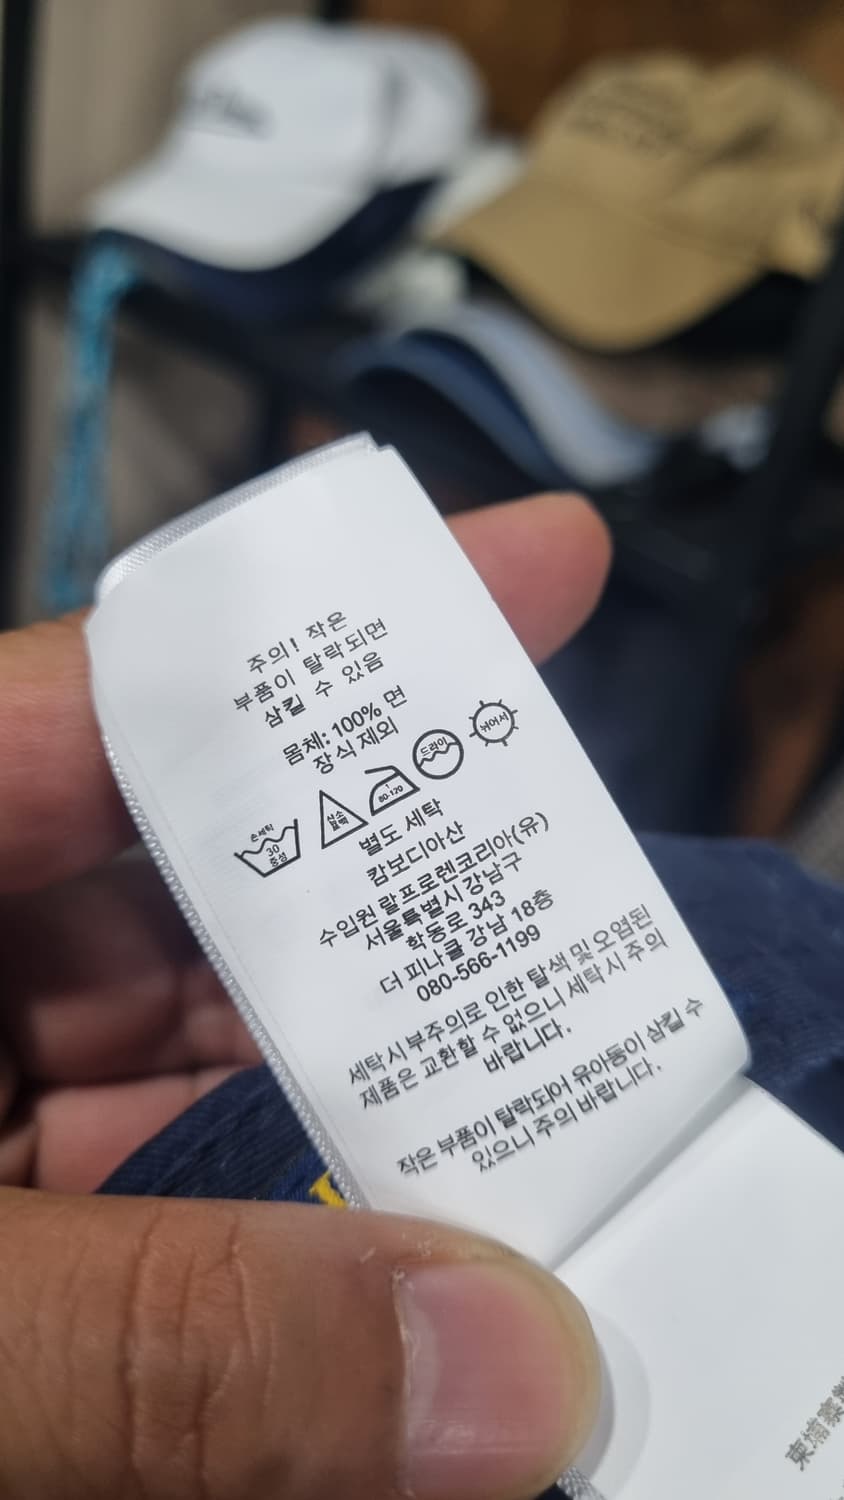 주의! 작은
부품이 탈락되면
삼킬 수 있음
몸체: 100% 면
장식 제외
손세탁
30
중성
산소
표백
1
80-120
드라이
뉘어서
별도 세탁
캄보디아산
수입원 랄프로렌코리아(유)
서울특별시 강남구
학동로 343
더 피나클 강남 18층
080-566-1199
세탁시 부주의로 인한 탈색 및 오염된
제품은 교환할 수 없으니 세탁시 주의
바랍니다.
작은 부품이 탈락되어 유아등이 삼킬 수
있으니 주의 바랍니다.
柬埔寨